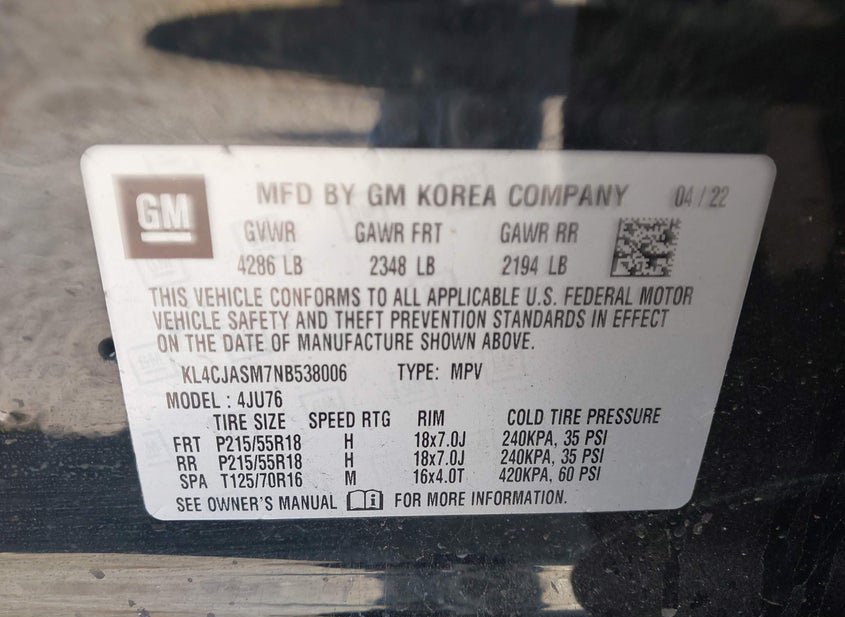 GM
MFD BY GM KOREA COMPANY 04 / 22
GVWR GAWR FRT GAWR RR
4286 LB 2348 LB 2194 LB
THIS VEHICLE CONFORMS TO ALL APPLICABLE U.S. FEDERAL MOTOR
VEHICLE SAFETY AND THEFT PREVENTION STANDARDS IN EFFECT
ON THE DATE OF MANUFACTURE SHOWN ABOVE.
KL4CJASM7NB538006 TYPE: MPV
MODEL : 4JU76
TIRE SIZE SPEED RTG RIM COLD TIRE PRESSURE
FRT P215/55R18 H 18x7.0J 240KPA, 35 PSI
RR P215/55R18 H 18x7.0J 240KPA, 35 PSI
SPA T125/70R16 M 16x4.0T 420KPA, 60 PSI
SEE OWNER'S MANUAL FOR MORE INFORMATION.